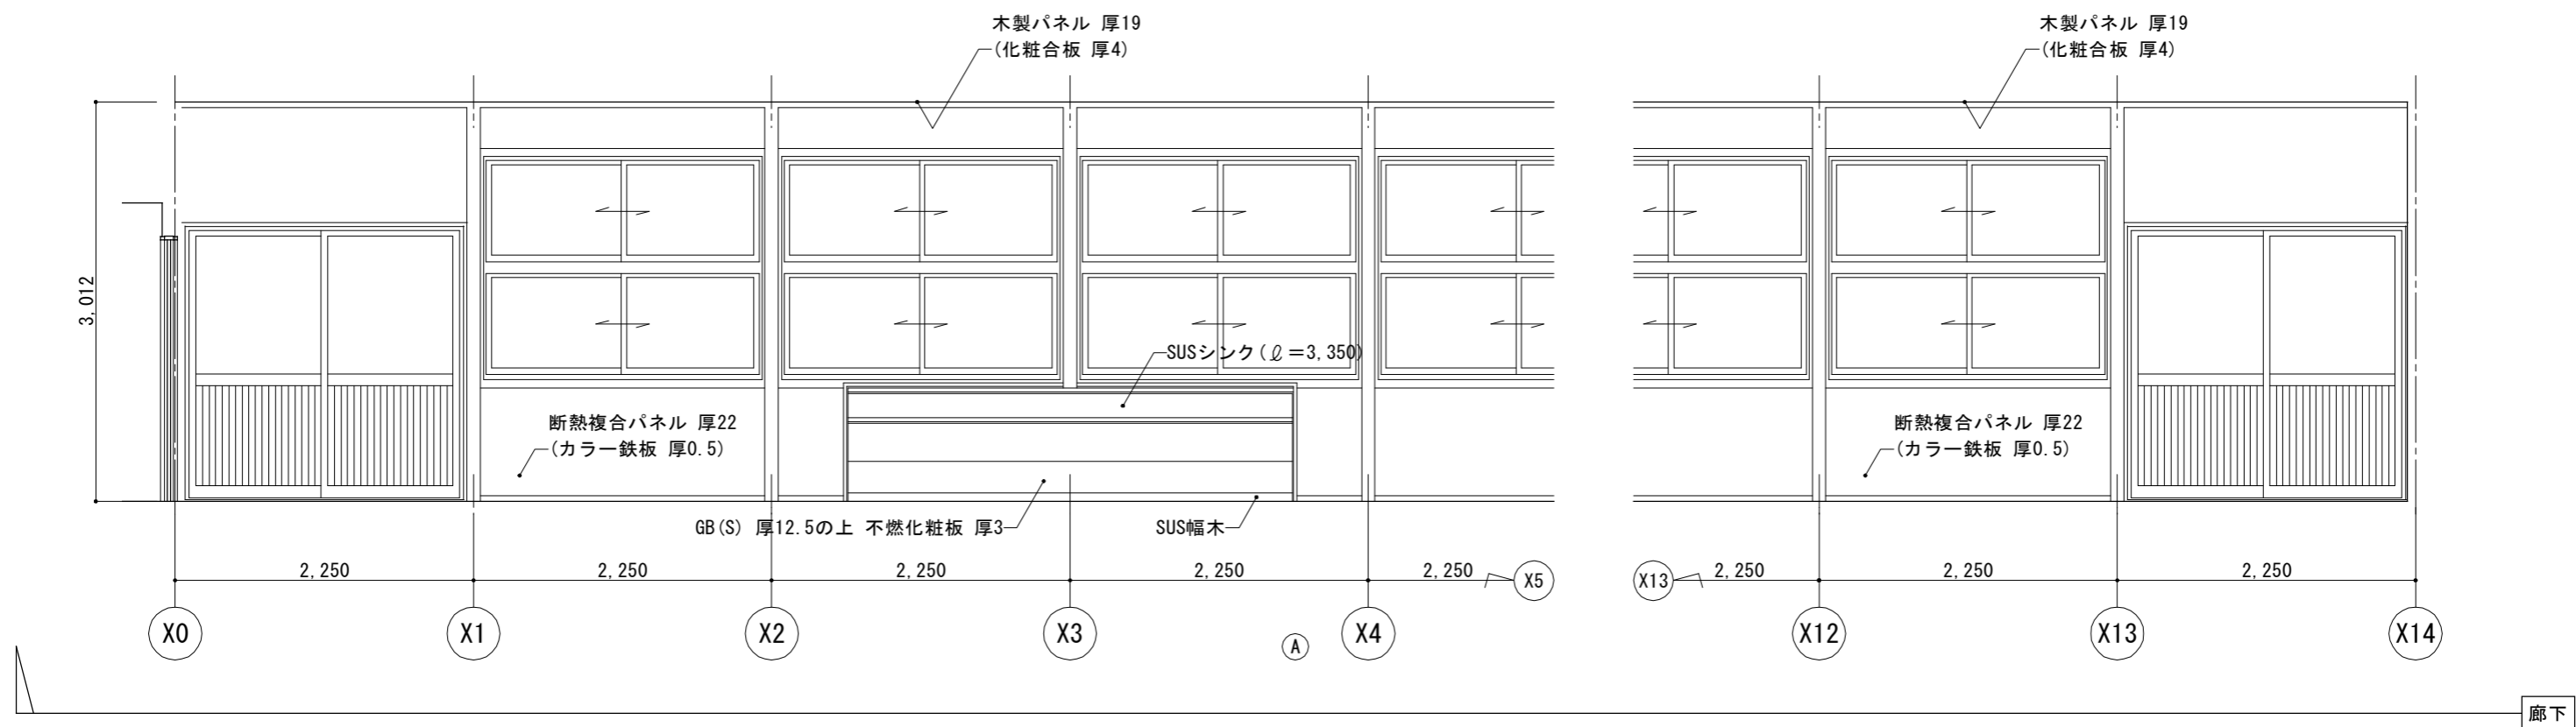 木製パネル 厚19
(化粧合板 厚4)
木製パネル 厚19
(化粧合板 厚4)
3,012
SUSシンク(ℓ=3,350)
断熱複合パネル 厚22
(カラー鉄板 厚0.5)
断熱複合パネル 厚22
(カラー鉄板 厚0.5)
GB(S) 厚12.5の上 不燃化粧板 厚3
SUS幅木
2,250
2,250
2,250
2,250
2,250
X5
X13
2,250
2,250
2,250
X0
X1
X2
X3
A
X4
X12
X13
X14
廊下